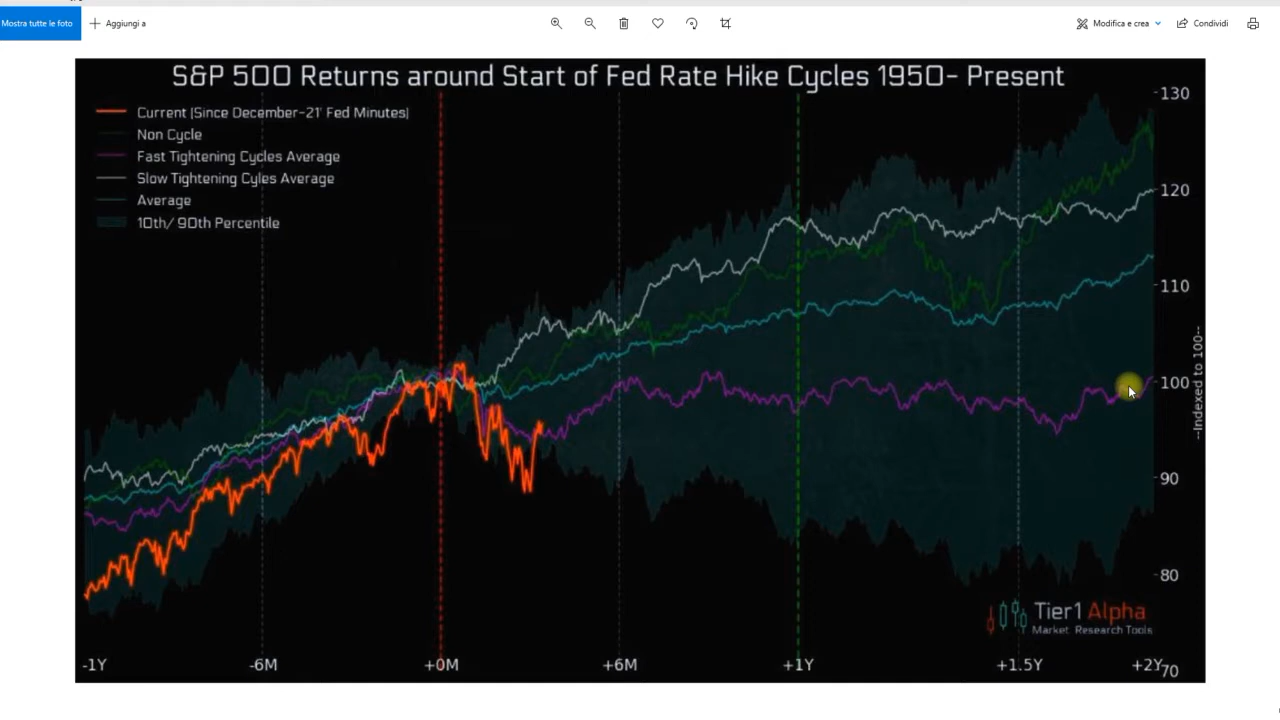 Mostra tutte le foto
Aggiungi a
Modifica e crea
Condividi
S&P 500 Returns around Start of Fed Rate Hike Cycles 1950- Present
Current (Since December-21' Fed Minutes)
Non Cycle
Fast Tightening Cycles Average
Slow Tightening Cyles Average
Average
10th/ 90th Percentile
130
120
110
100
90
80
70
--Indexed to 100--
Tier1 Alpha
Market Research Tools
-1Y
-6M
+0M
+6M
+1Y
+1.5Y
+2Y